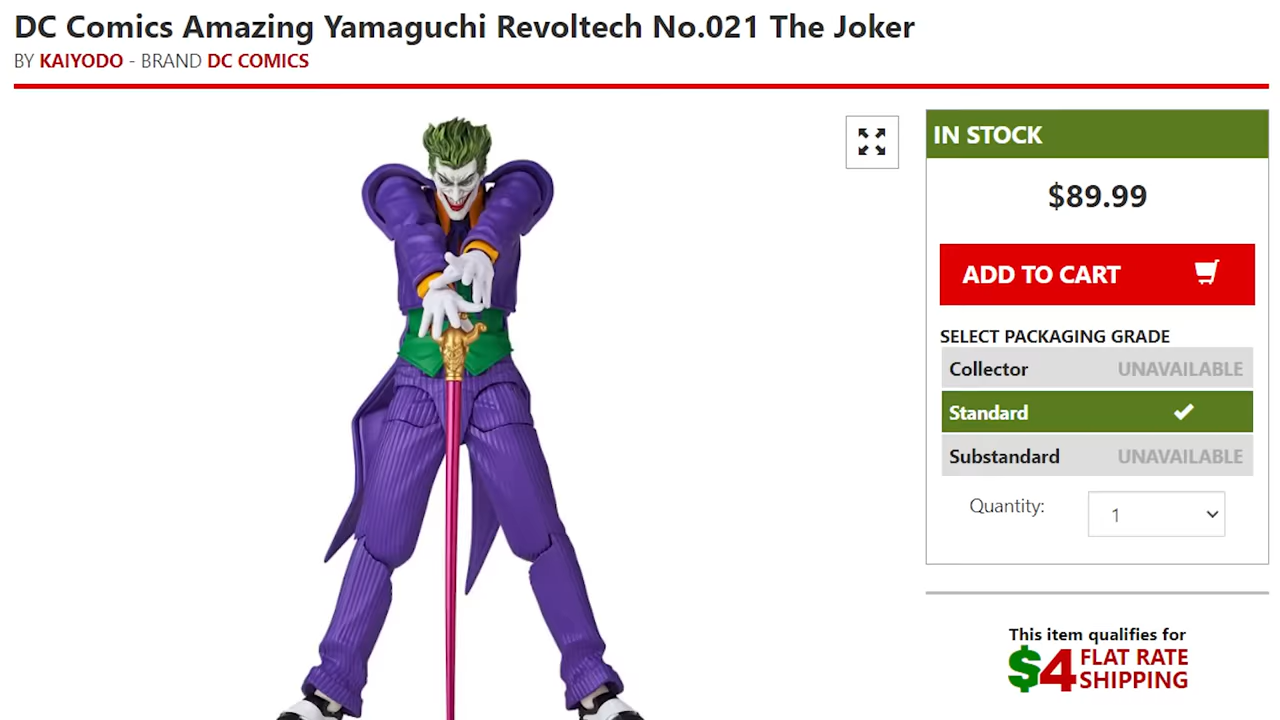 DC Comics Amazing Yamaguchi Revoltech No.021 The Joker
BY KAIYODO - BRAND DC COMICS
IN STOCK
$89.99
ADD TO CART
SELECT PACKAGING GRADE
Collector UNAVAILABLE
Standard
Substandard UNAVAILABLE
Quantity: 1
This item qualifies for
$4 FLAT RATE
SHIPPING